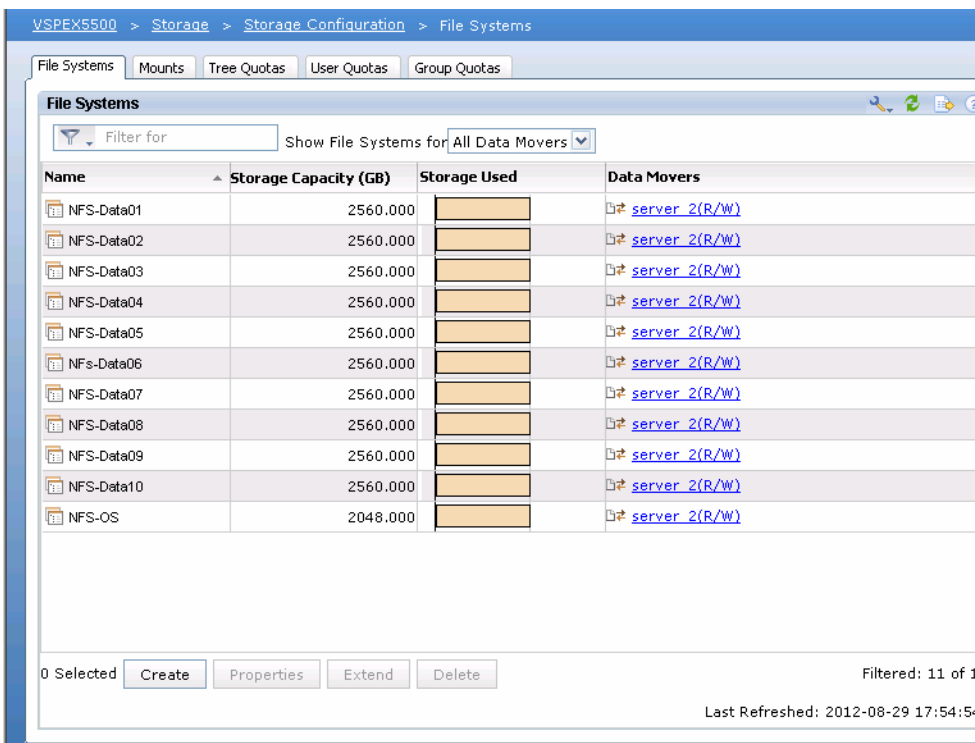 VSPEX5500 > Storage > Storage Configuration > File Systems
File Systems Mounts Tree Quotas User Quotas Group Quotas
File Systems
Filter for Show File Systems for All Data Movers
Name Storage Capacity (GB) Storage Used Data Movers
NFS-Data01 2560.000 server_2(R/W)
NFS-Data02 2560.000 server_2(R/W)
NFS-Data03 2560.000 server_2(R/W)
NFS-Data04 2560.000 server_2(R/W)
NFS-Data05 2560.000 server_2(R/W)
NFs-Data06 2560.000 server_2(R/W)
NFS-Data07 2560.000 server_2(R/W)
NFS-Data08 2560.000 server_2(R/W)
NFS-Data09 2560.000 server_2(R/W)
NFS-Data10 2560.000 server_2(R/W)
NFS-OS 2048.000 server_2(R/W)
0 Selected Create Properties Extend Delete Filtered: 11 of 1
Last Refreshed: 2012-08-29 17:54:54